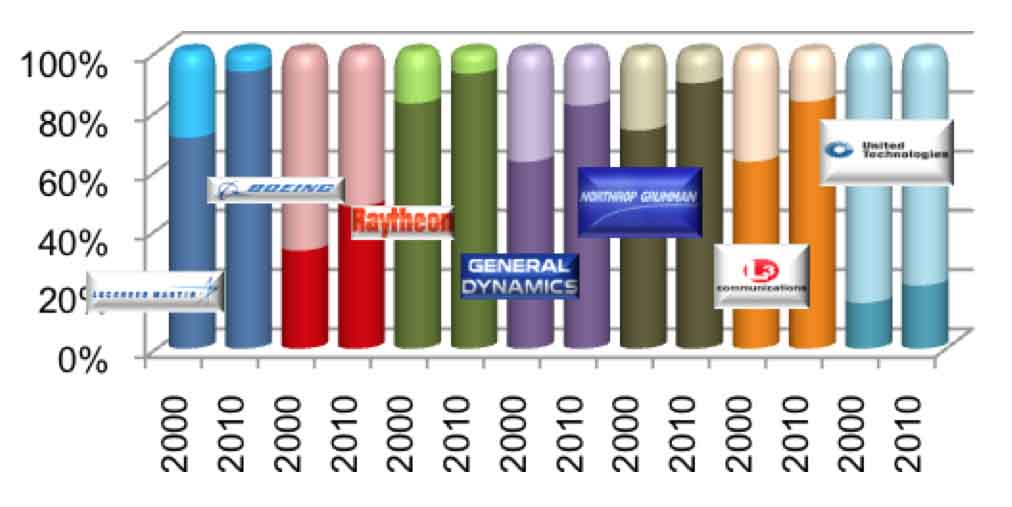 100%
80%
60%
40%
20%
0%
LOCKHEED MARTIN
BOEING
Raytheon
GENERAL
DYNAMICS
NORTHROP GRUMMAN
L3
communications
United
Technologies
2000
2010
2000
2010
2000
2010
2000
2010
2000
2010
2000
2010
2000
2010